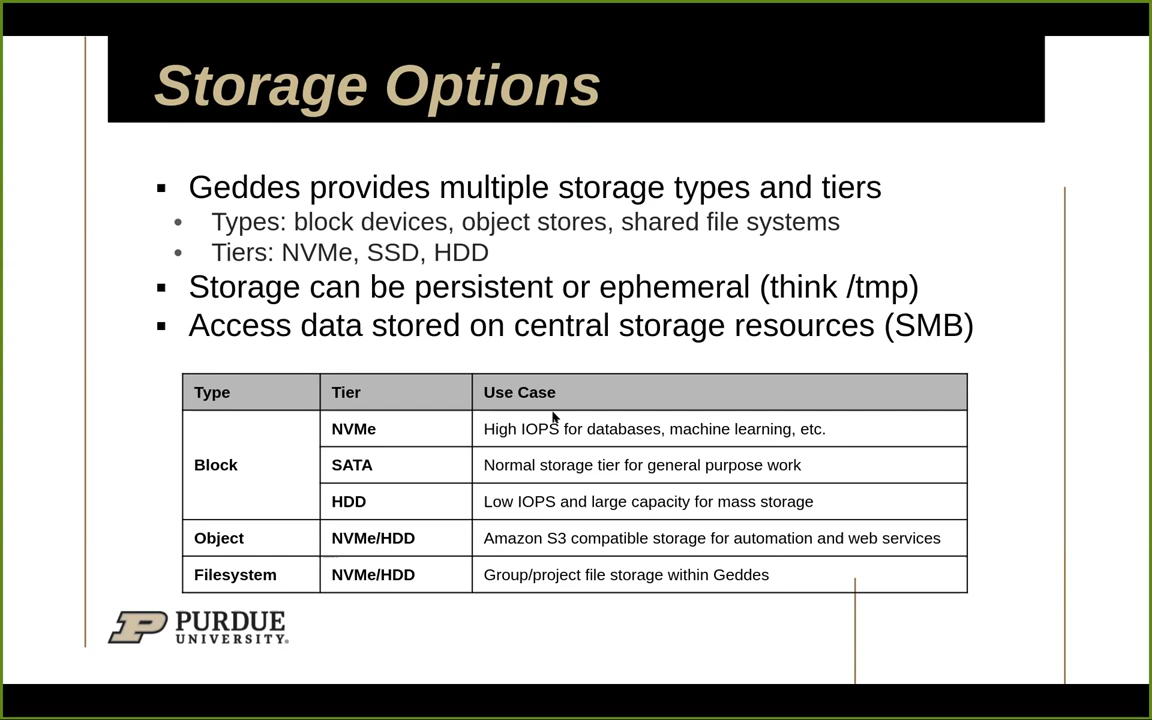 Storage Options
▪ Geddes provides multiple storage types and tiers
• Types: block devices, object stores, shared file systems
• Tiers: NVMe, SSD, HDD
▪ Storage can be persistent or ephemeral (think /tmp)
▪ Access data stored on central storage resources (SMB)
Type Tier Use Case
Block
NVMe High IOPS for databases, machine learning, etc.
SATA Normal storage tier for general purpose work
HDD Low IOPS and large capacity for mass storage
Object NVMe/HDD Amazon S3 compatible storage for automation and web services
Filesystem NVMe/HDD Group/project file storage within Geddes
P PURDUE
UNIVERSITY®